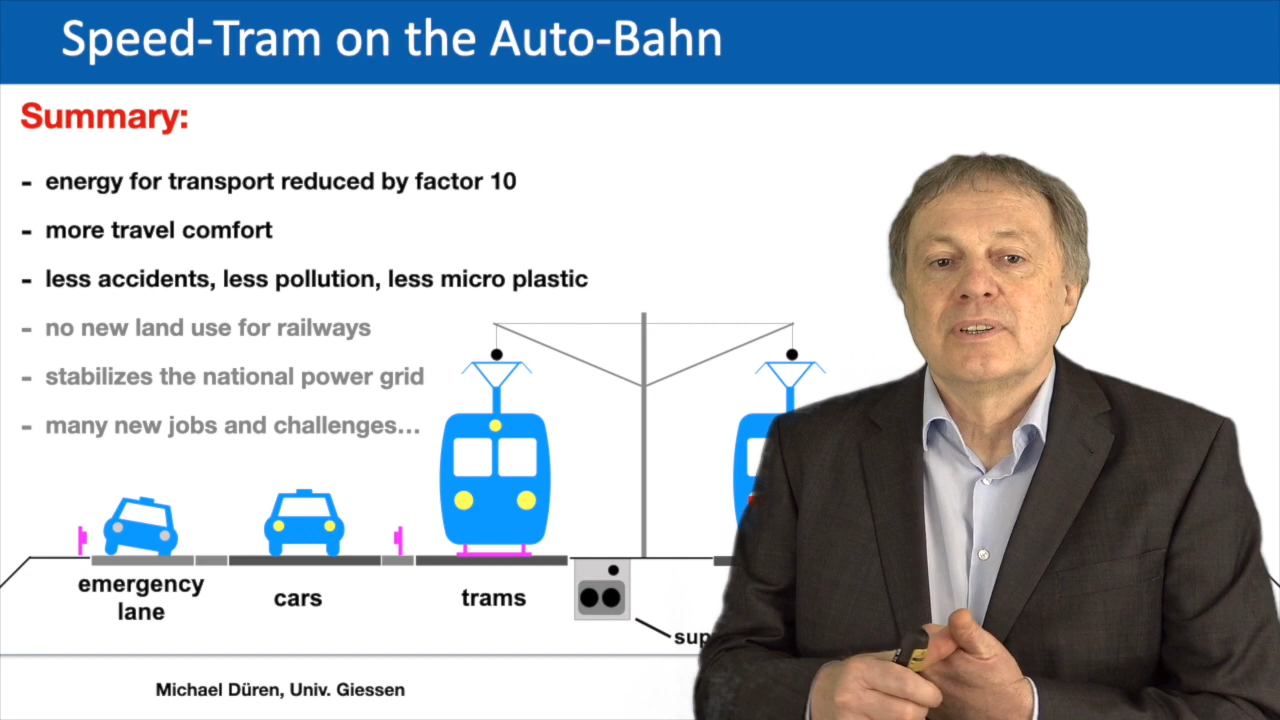 Speed-Tram on the Auto-Bahn
Summary:
- energy for transport reduced by factor 10
- more travel comfort
- less accidents, less pollution, less micro plastic
- no new land use for railways
- stabilizes the national power grid
- many new jobs and challenges...
emergency
lane
cars
trams
Michael Düren, Univ. Giessen